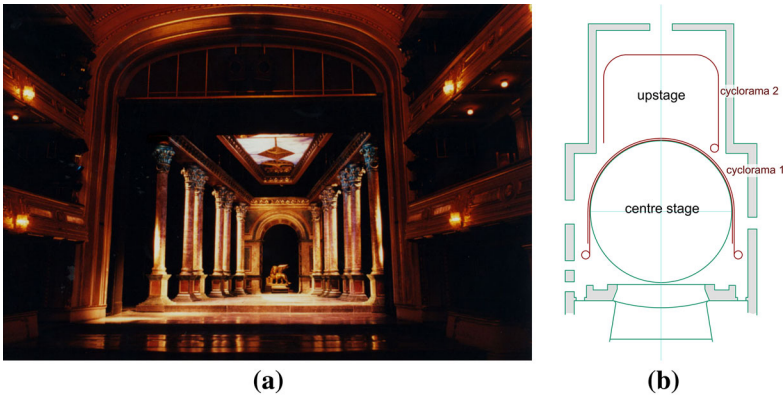 upstage
cyclorama 2
cyclorama 1
centre stage
(a)
(b)